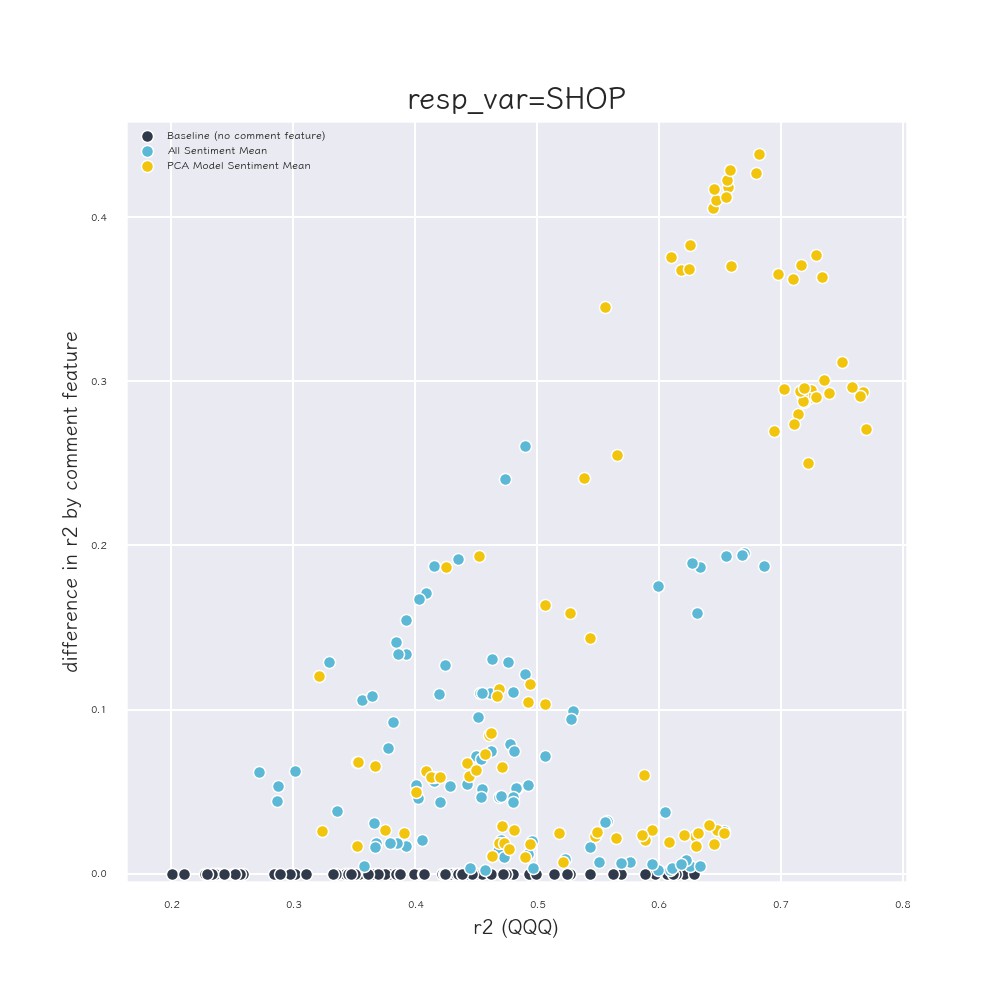 resp_var=SHOP
Baseline (no comment feature)
All Sentiment Mean
PCA Model Sentiment Mean
difference in r2 by comment feature
0.4
0.3
0.2
0.1
0.0
0.2 0.3 0.4 0.5 0.6 0.7 0.8
r2 (QQQ)